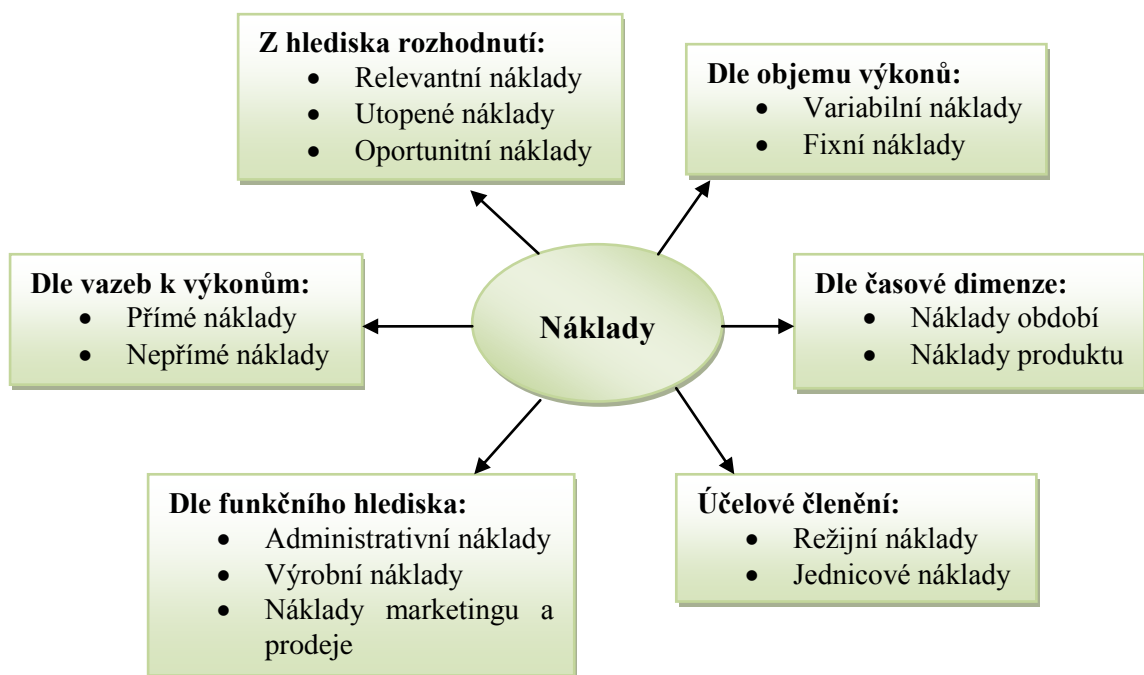 Z hlediska rozhodnutí:
• Relevantní náklady
• Utopené náklady
• Oportunitní náklady
Dle objemu výkonů:
• Variabilní náklady
• Fixní náklady
Dle vazeb k výkonům:
• Přímé náklady
• Nepřímé náklady
Náklady
Dle časové dimenze:
• Náklady období
• Náklady produktu
Dle funkčního hlediska:
• Administrativní náklady
• Výrobní náklady
• Náklady marketingu a
prodeje
Účelové členění:
• Režijní náklady
• Jednicové náklady